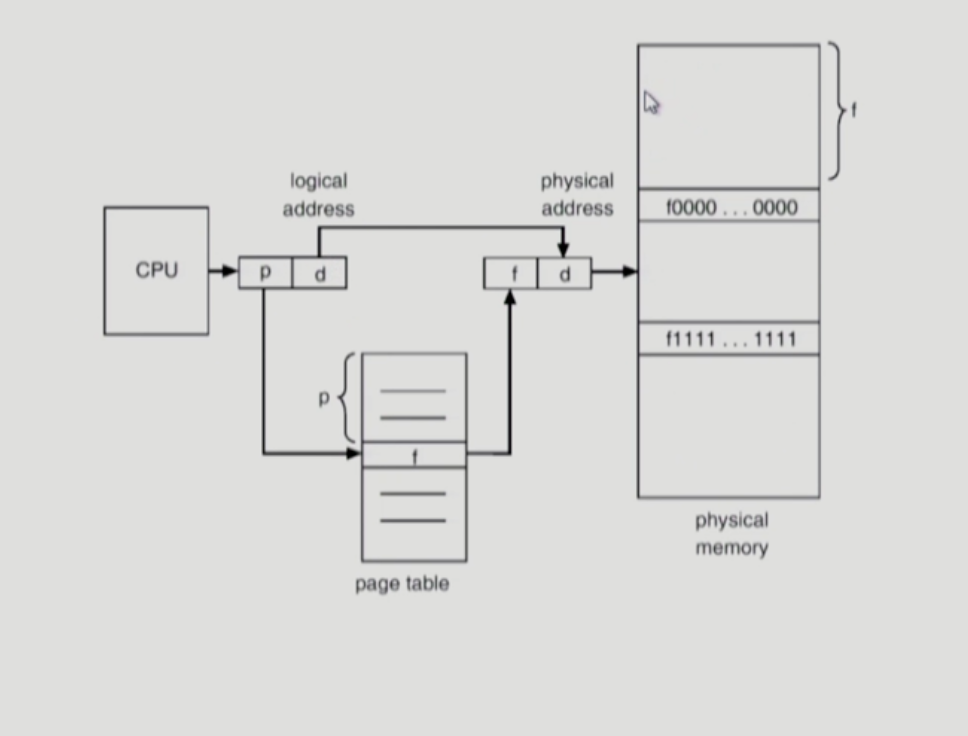 f
logical
address
physical
address
f0000 . . . 0000
CPU
p
d
f
d
f1111 . . . 1111
p
f
physical
memory
page table